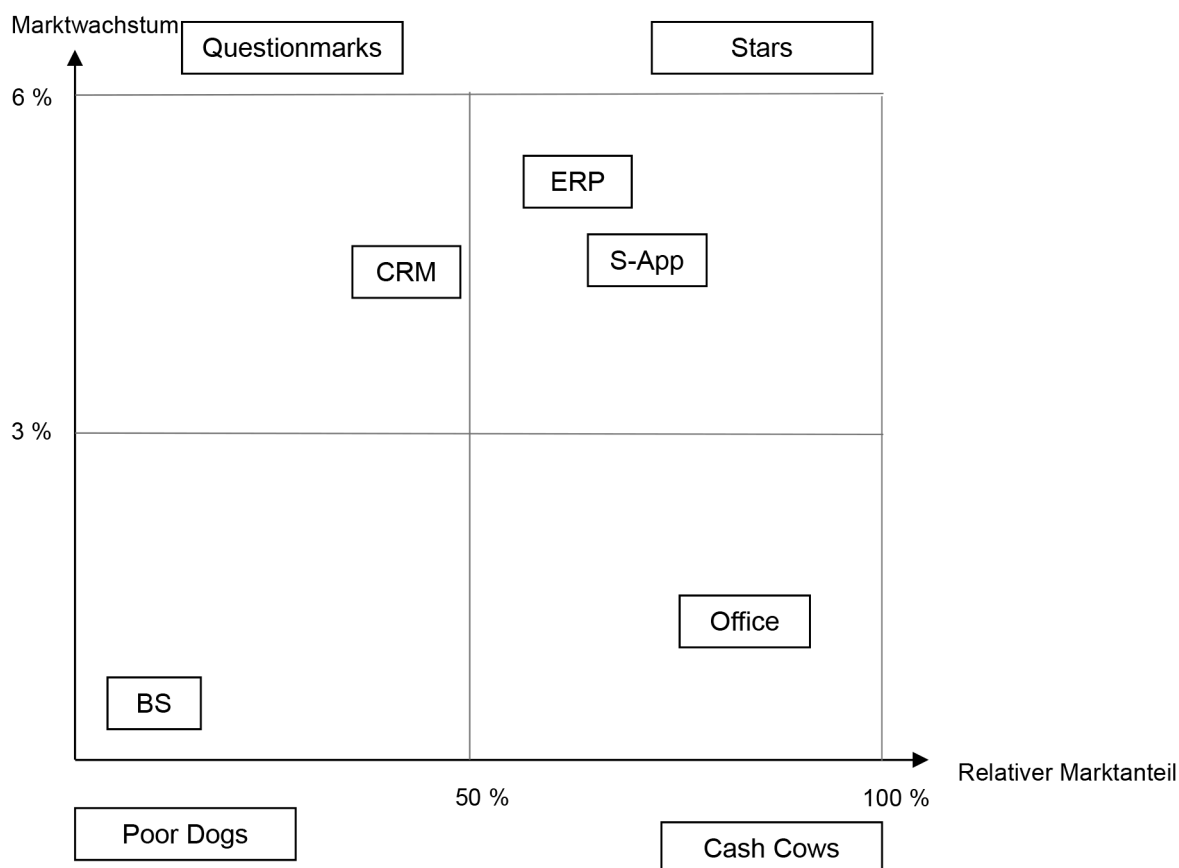 Marktwachstum
Questionmarks
Stars
6 %
ERP
S-App
CRM
3 %
Office
BS
Relativer Marktanteil
50 %
100 %
Poor Dogs
Cash Cows